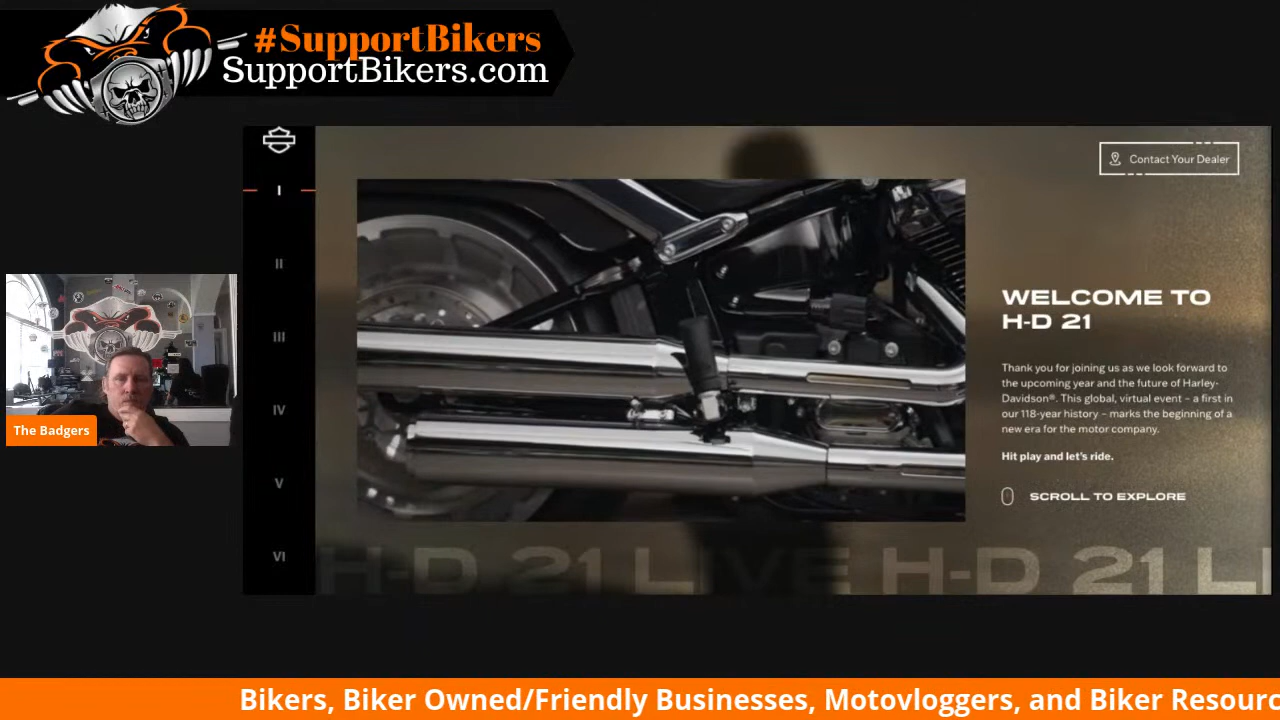 #SupportBikers
SupportBikers.com
Contact Your Dealer
I
II
III
IV
V
VI
WELCOME TO
H-D 21
Thank you for joining us as we look forward to
the upcoming year and the future of Harley-
Davidson®. This global, virtual event – a first in
our 118-year history – marks the beginning of a
new era for the motor company.
Hit play and let's ride.
SCROLL TO EXPLORE
H-D 21 LIVE H-D 21 LI
The Badgers
Bikers, Biker Owned/Friendly Businesses, Motovloggers, and Biker Resourc